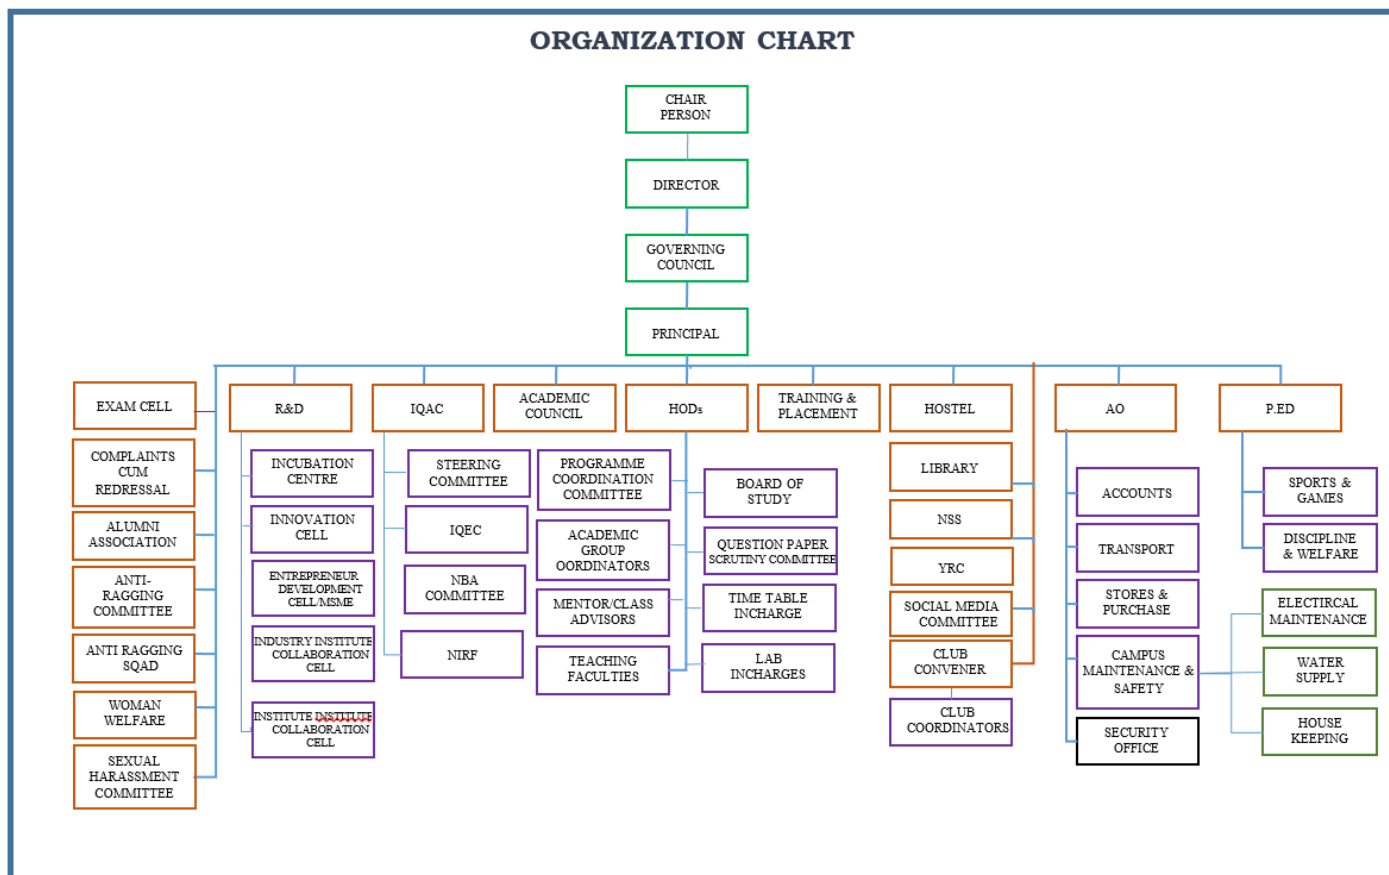 ORGANIZATION CHART
CHAIR
PERSON
DIRECTOR
GOVERNING
COUNCIL
PRINCIPAL
EXAM CELL
R&D
IQAC
ACADEMIC
COUNCIL
HODs
TRAINING &
PLACEMENT
HOSTEL
AO
P.ED
COMPLAINTS
CUM
REDRESSAL
ALUMNI
ASSOCIATION
ANTI-
RAGGING
COMMITTEE
ANTI RAGGING
SQAD
WOMAN
WELFARE
SEXUAL
HARASSMENT
COMMITTEE
INCUBATION
CENTRE
INNOVATION
CELL
ENTREPRENEUR
DEVELOPMENT
CELL/MSME
INDUSTRY INSTITUTE
COLLABORATION
CELL
INSTITUTE INSTITUTE
COLLABORATION
CELL
STEERING
COMMITTEE
IQEC
NBA
COMMITTEE
NIRF
PROGRAMME
COORDINATION
COMMITTEE
ACADEMIC
GROUP
OORDINATORS
MENTOR/CLASS
ADVISORS
TEACHING
FACULTIES
BOARD OF
STUDY
QUESTION PAPER
SCRUTINY COMMITTEE
TIME TABLE
INCHARGE
LAB
INCHARGES
LIBRARY
NSS
YRC
SOCIAL MEDIA
COMMITTEE
CLUB
CONVENER
CLUB
COORDINATORS
ACCOUNTS
TRANSPORT
STORES &
PURCHASE
CAMPUS
MAINTENANCE &
SAFETY
SECURITY
OFFICE
SPORTS &
GAMES
DISCIPLINE
& WELFARE
ELECTIRCAL
MAINTENANCE
WATER
SUPPLY
HOUSE
KEEPING